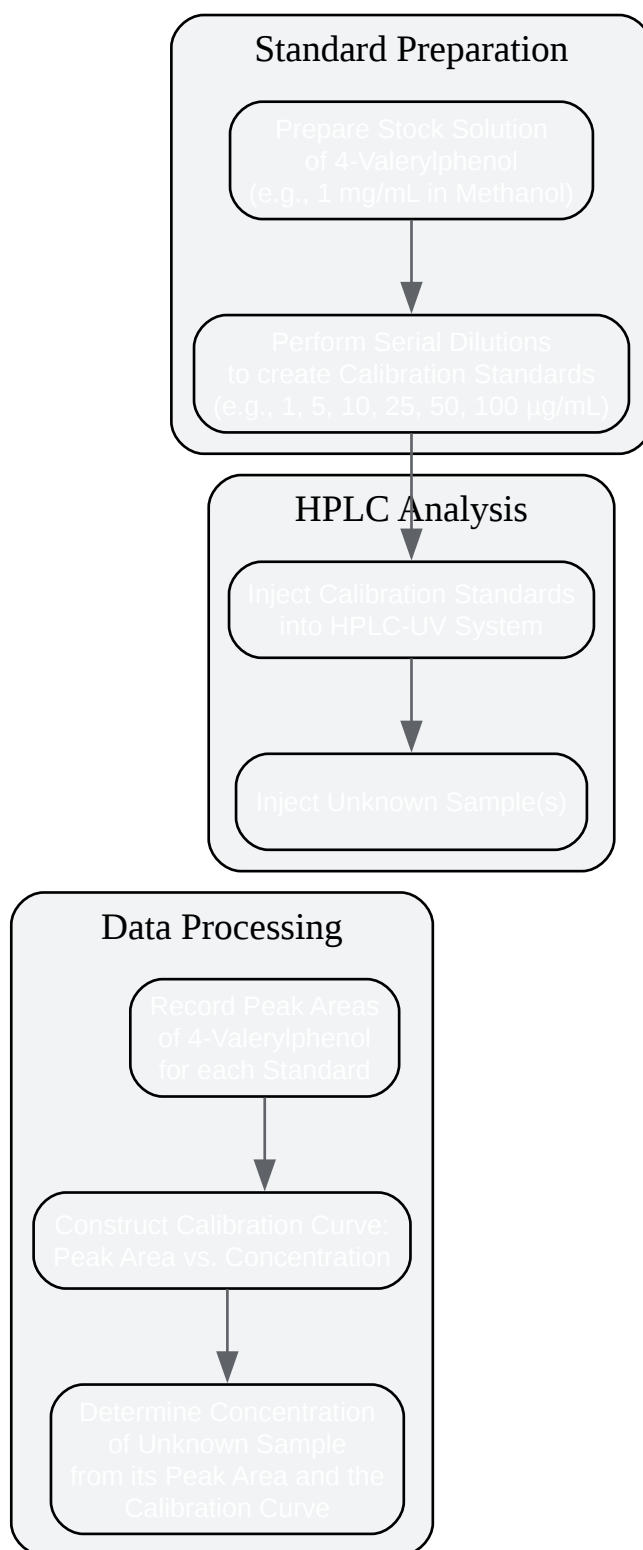 Standard Preparation
Prepare Stock Solution
of 4-Valerylphenol
(e.g., 1 mg/mL in Methanol)
Perform Serial Dilutions
to create Calibration Standards
(e.g., 1, 5, 10, 25, 50, 100 µg/mL)
HPLC Analysis
Inject Calibration Standards
into HPLC-UV System
Inject Unknown Sample(s)
Data Processing
Record Peak Areas
of 4-Valerylphenol
for each Standard
Construct Calibration Curve:
Peak Area vs. Concentration
Determine Concentration
of Unknown Sample
from its Peak Area and the
Calibration Curve